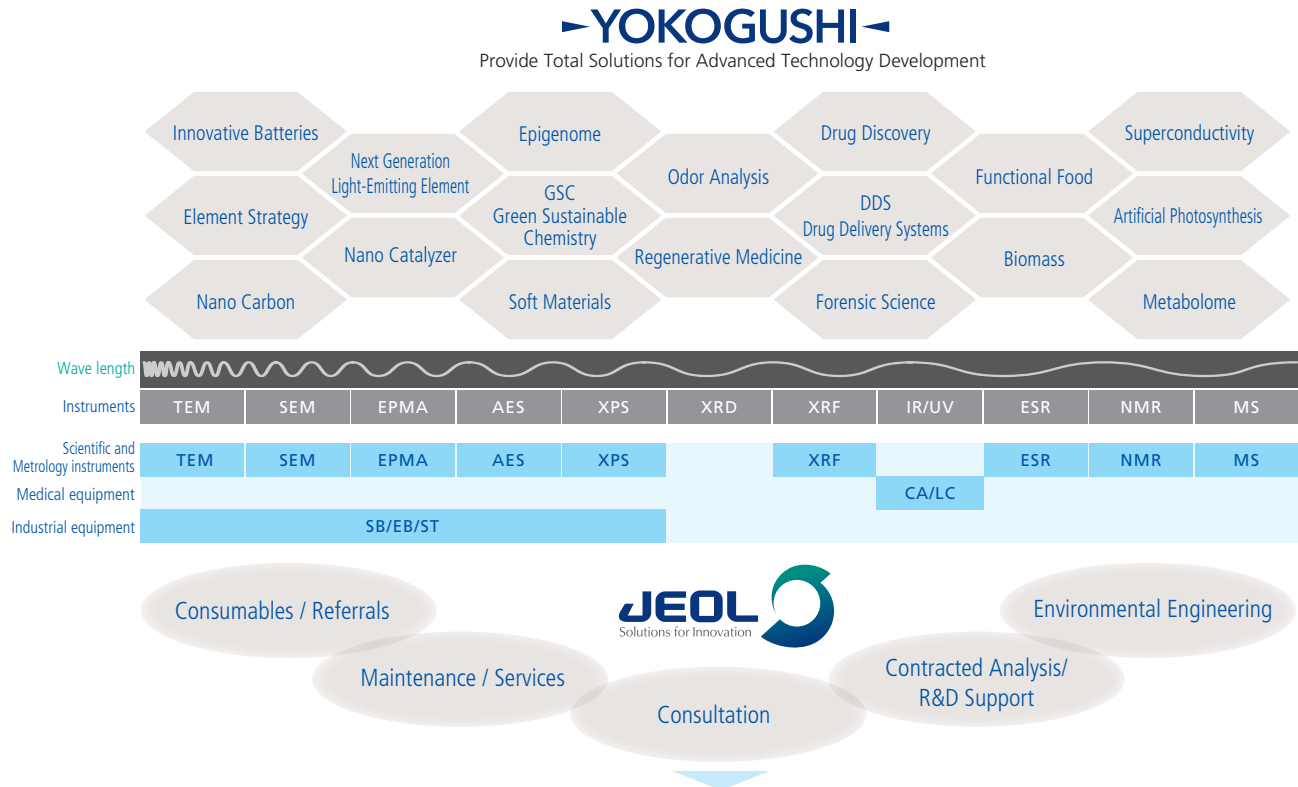 YOKOGUSHI
Provide Total Solutions for Advanced Technology Development
Innovative Batteries
Epigenome
Drug Discovery
Superconductivity
Next Generation
Light-Emitting Element
Odor Analysis
Functional Food
Element Strategy
GSC
Green Sustainable
Chemistry
DDS
Drug Delivery Systems
Artificial Photosynthesis
Nano Catalyzer
Regenerative Medicine
Biomass
Nano Carbon
Soft Materials
Forensic Science
Metabolome
Wave length
Instruments TEM SEM EPMA AES XPS XRD XRF IR/UV ESR NMR MS
Scientific and
Metrology instruments TEM SEM EPMA AES XPS XRF ESR NMR MS
Medical equipment CA/LC
Industrial equipment SB/EB/ST
JEOL
Solutions for Innovation
Consumables / Referrals
Environmental Engineering
Maintenance / Services
Contracted Analysis/
R&D Support
Consultation